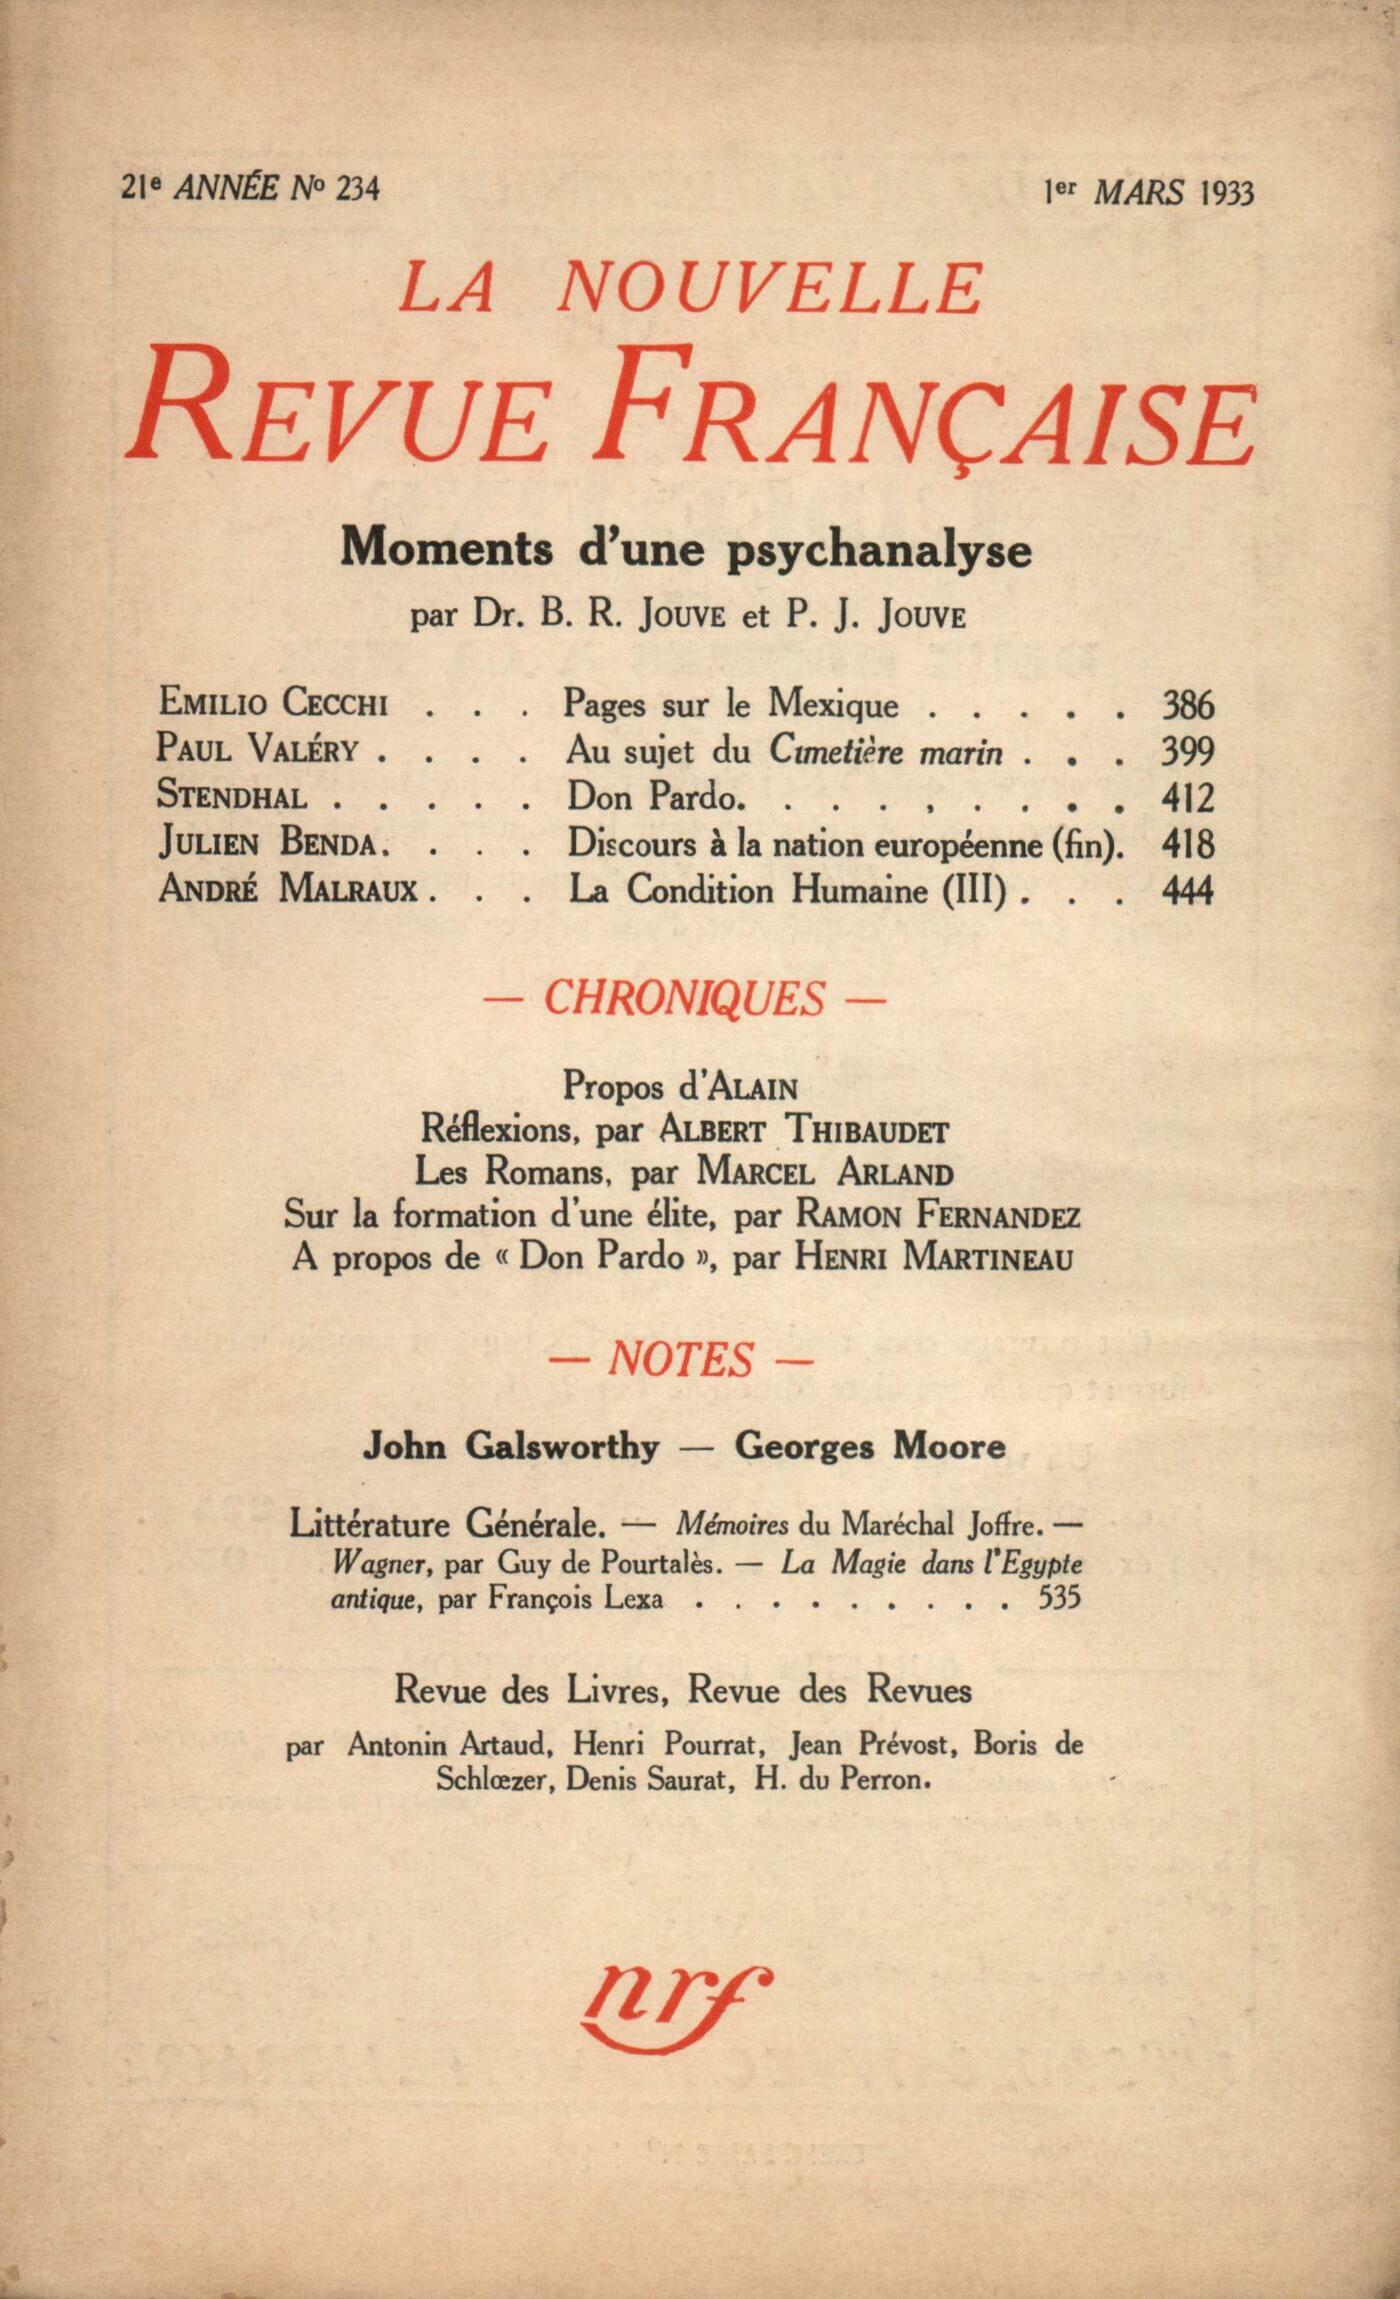 21e ANNÉE No 234
1er MARS 1933
LA NOUVELLE
REVUE FRANÇAISE
Moments d'une psychanalyse
par Dr. B. R. JOUVE et P. J. JOUVE
EMILIO CECCHI . . . Pages sur le Mexique . . . . . 386
PAUL VALÉRY . . . . Au sujet du Cimetière marin . . . 399
STENDHAL . . . . . Don Pardo. . . . , . . . . 412
JULIEN BENDA. . . . Discours à la nation européenne (fin). 418
ANDRÉ MALRAUX . . . La Condition Humaine (III) . . . 444
— CHRONIQUES —
Propos d'ALAIN
Réflexions, par ALBERT THIBAUDET
Les Romans, par MARCEL ARLAND
Sur la formation d'une élite, par RAMON FERNANDEZ
A propos de « Don Pardo », par HENRI MARTINEAU
— NOTES —
John Galsworthy — Georges Moore
Littérature Générale. — Mémoires du Maréchal Joffre. —
Wagner, par Guy de Pourtalès. — La Magie dans l'Egypte
antique, par François Lexa . . . . . . . . . 535
Revue des Livres, Revue des Revues
par Antonin Artaud, Henri Pourrat, Jean Prévost, Boris de
Schlœzer, Denis Saurat, H. du Perron.
nrf